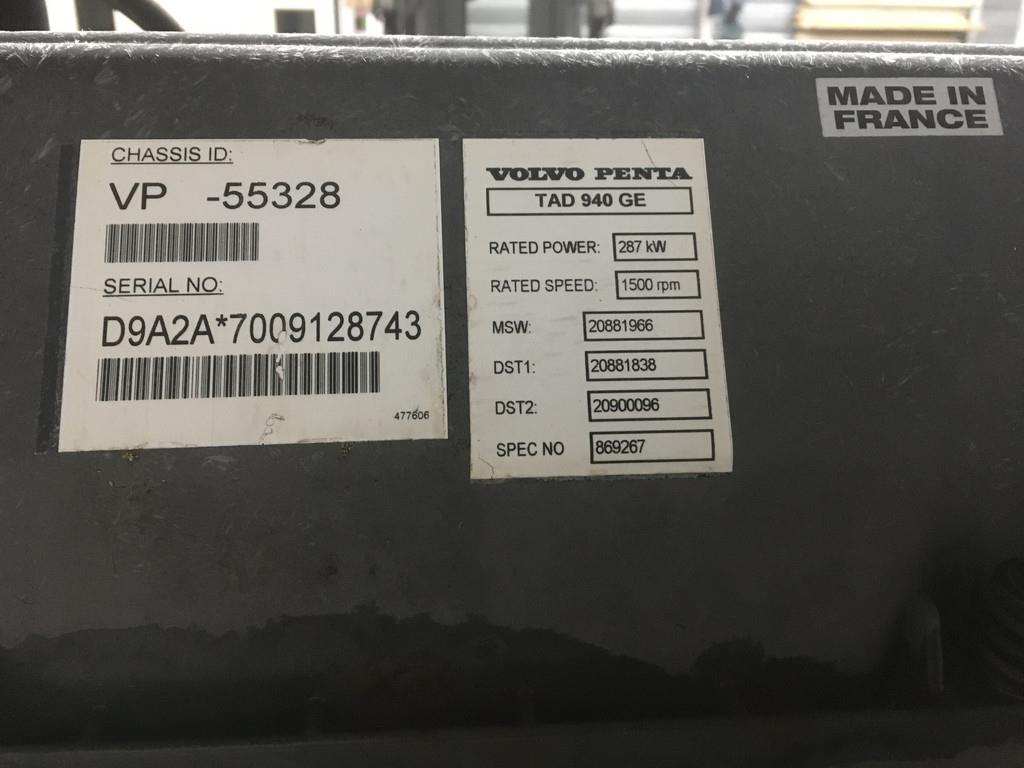 MADE IN
FRANCE
CHASSIS ID:
VP -55328
SERIAL NO:
D9A2A*7009128743
477606
VOLVO PENTA
TAD 940 GE
RATED POWER: 287 kW
RATED SPEED: 1500 rpm
MSW: 20881966
DST1: 20881838
DST2: 20900096
SPEC NO 869267